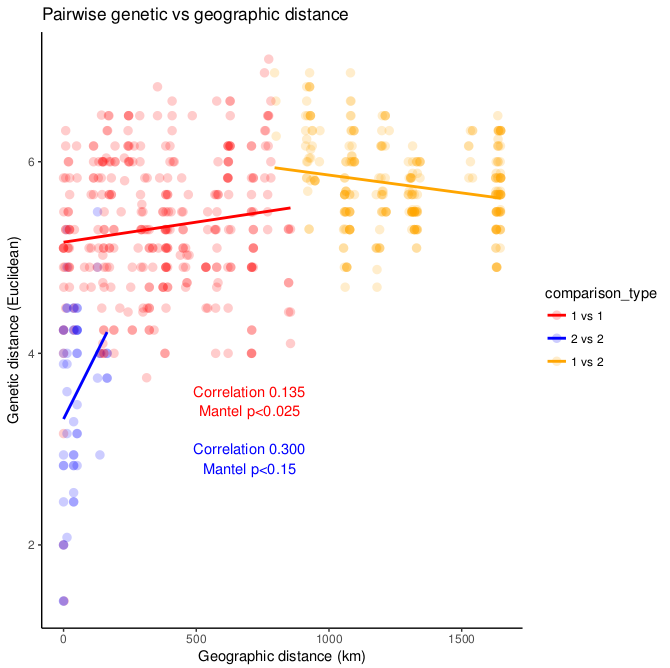 Pairwise genetic vs geographic distance
Genetic distance (Euclidean)
6
4
2
Correlation 0.135
Mantel p<0.025
Correlation 0.300
Mantel p<0.15
comparison_type
1 vs 1
2 vs 2
1 vs 2
0
500
1000
1500
Geographic distance (km)